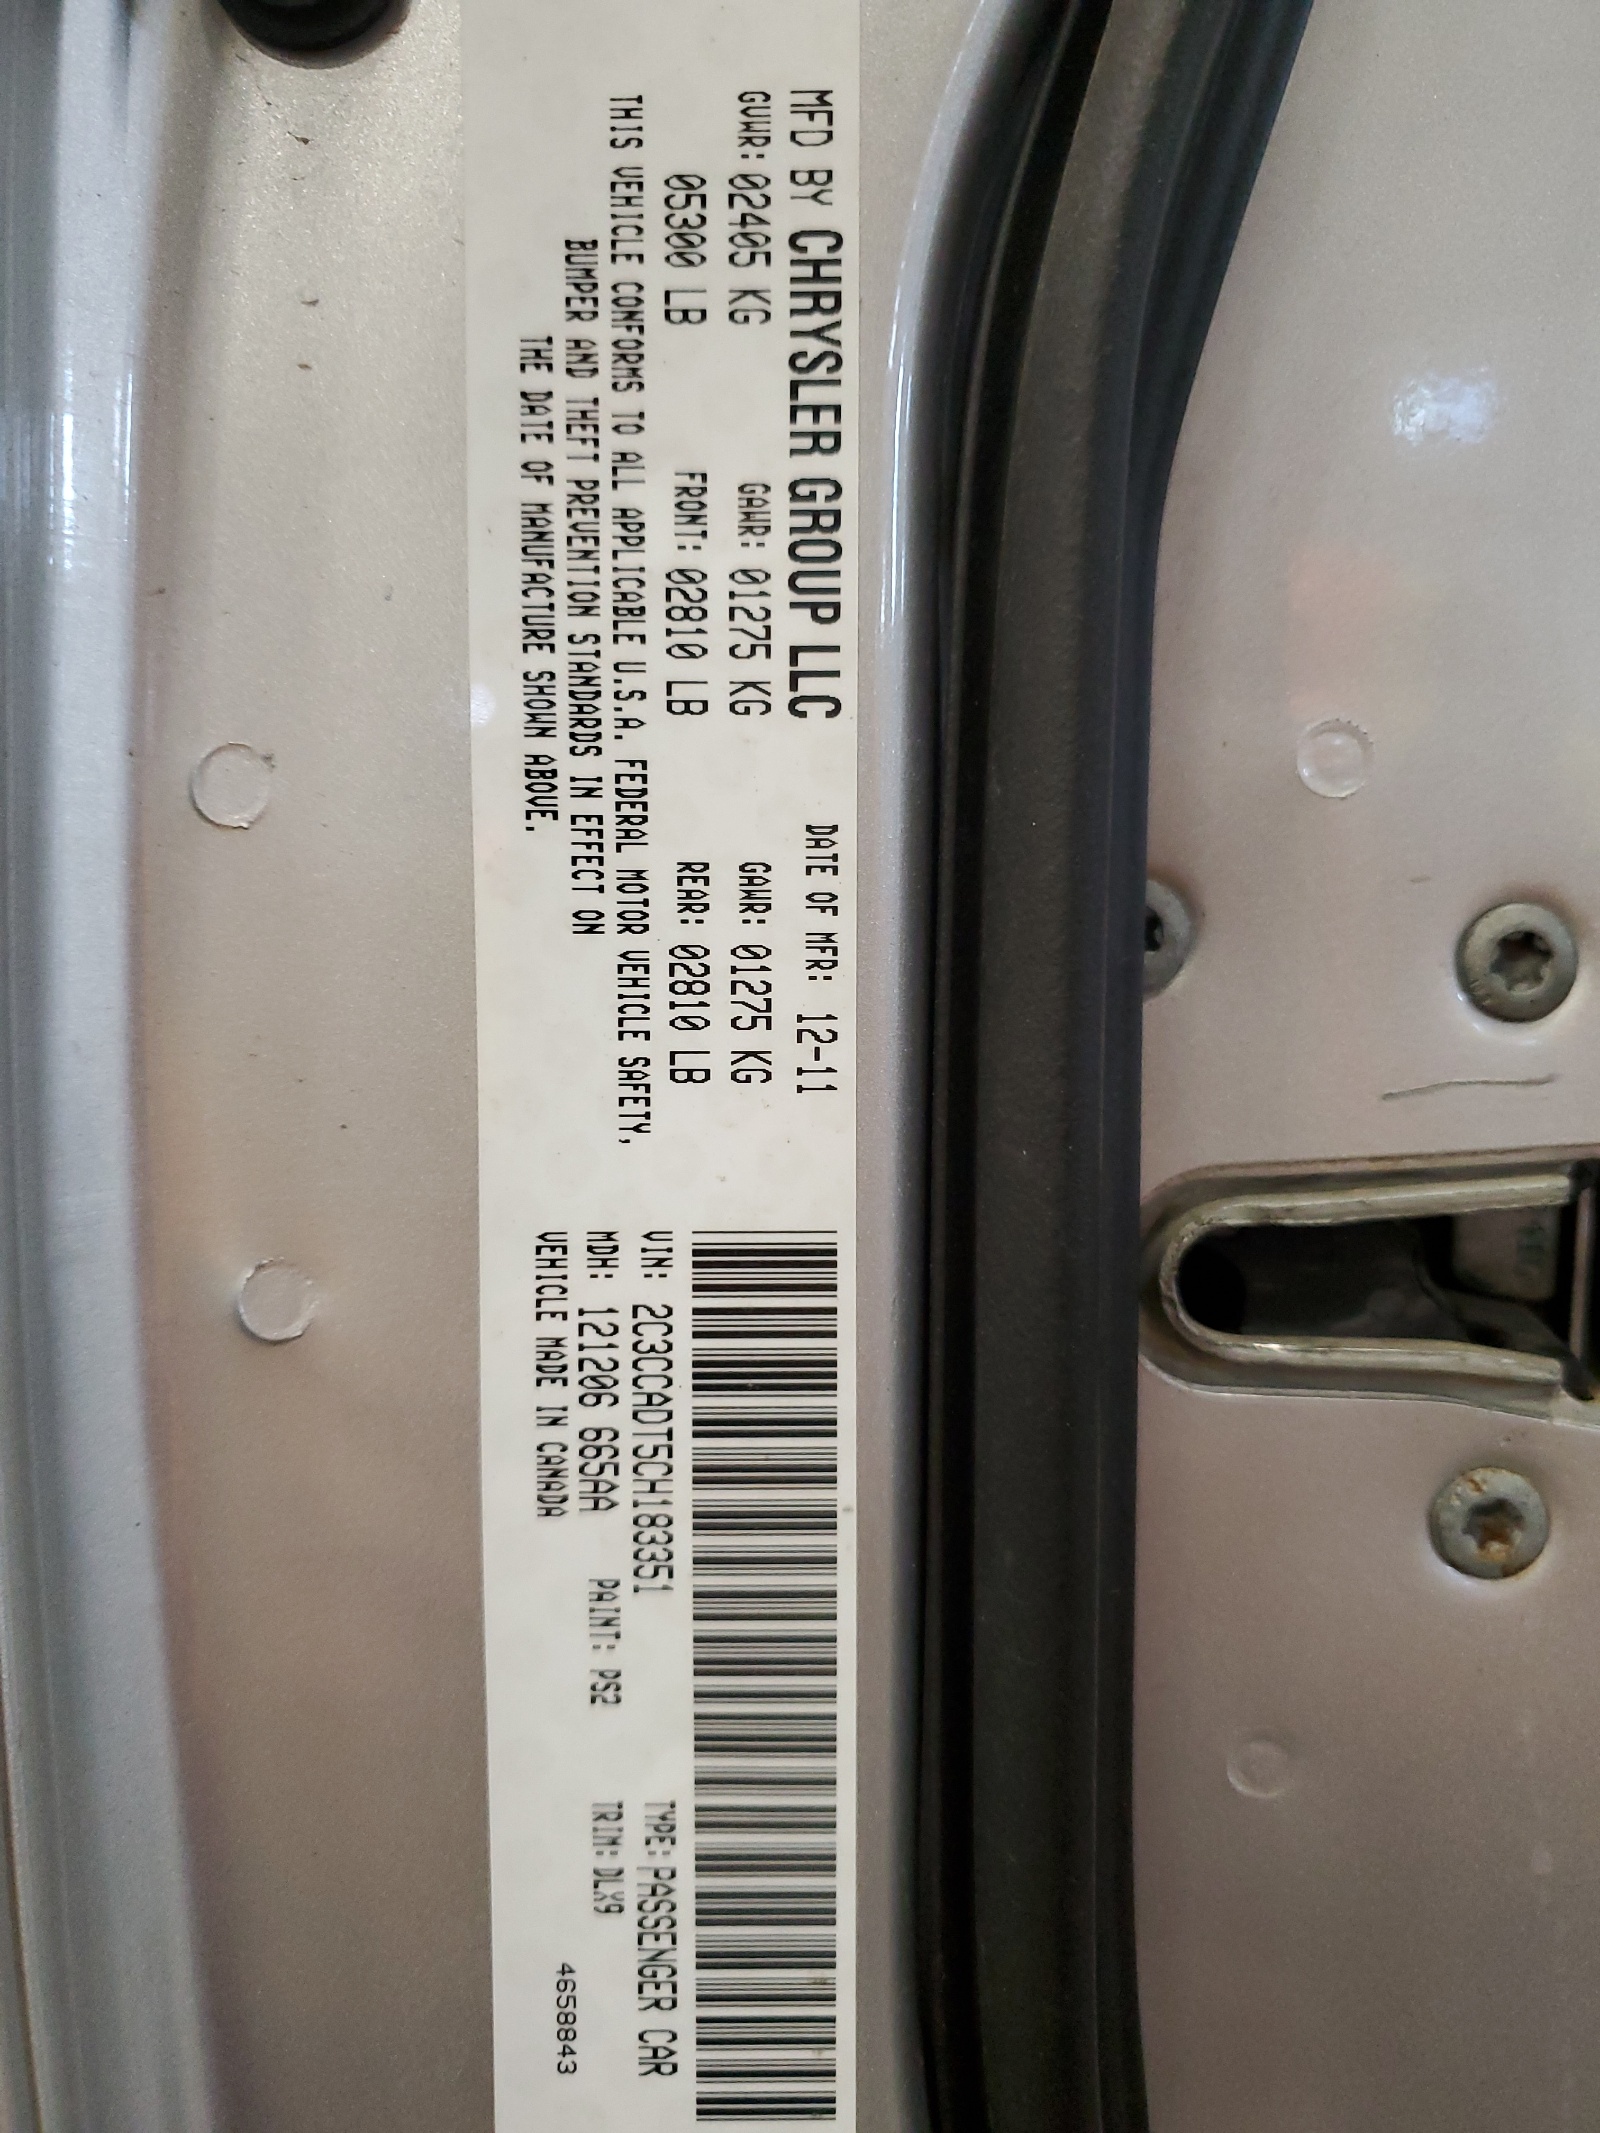 MFD BY CHRYSLER GROUP LLC DATE OF MFR: 12-11
GVWR: 02405 KG GAWR: 01275 KG GAWR: 01275 KG
05300 LB FRONT: 02810 LB REAR: 02810 LB
THIS VEHICLE CONFORMS TO ALL APPLICABLE U.S.A. FEDERAL MOTOR VEHICLE SAFETY,
BUMPER AND THEFT PREVENTION STANDARDS IN EFFECT ON
THE DATE OF MANUFACTURE SHOWN ABOVE.
VIN: 2C3CCADT5CH183351 TYPE: PASSENGER CAR
MDH: 121206 665AA PAINT: PS2 TRIM: DLX9
VEHICLE MADE IN CANADA 4658843